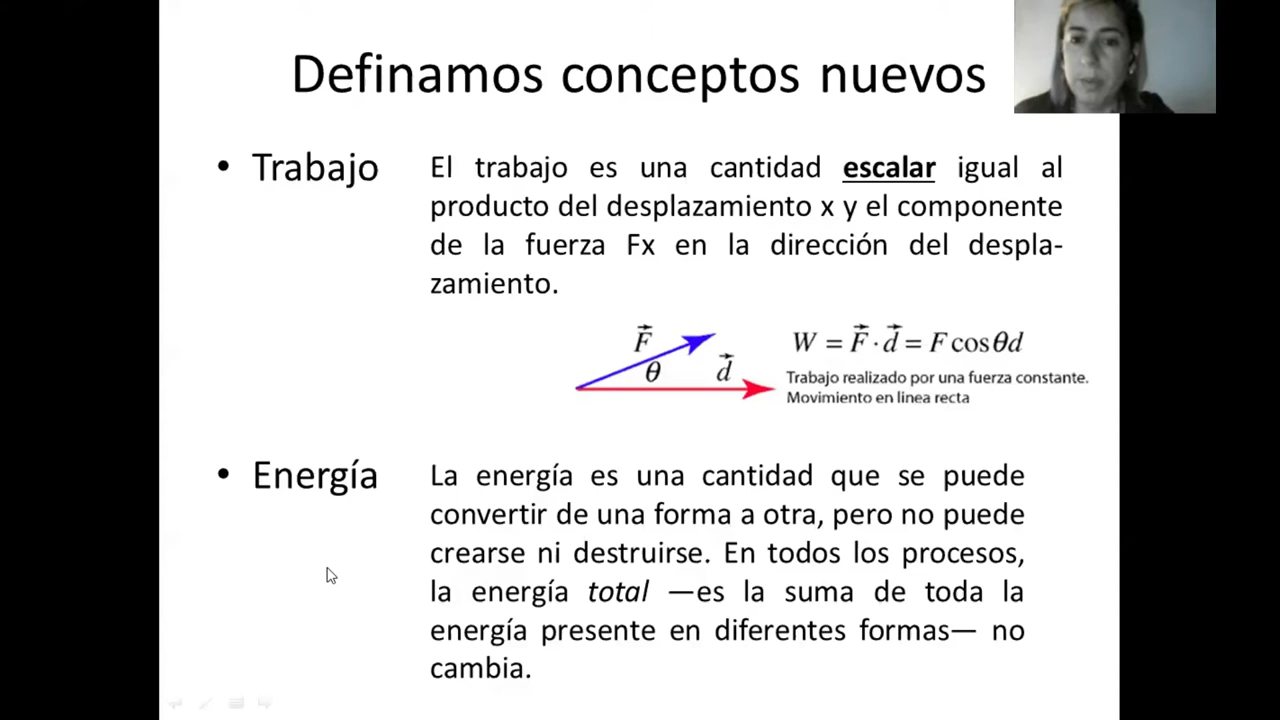 Definamos conceptos nuevos
• Trabajo
El trabajo es una cantidad escalar igual al
producto del desplazamiento x y el componente
de la fuerza Fx en la dirección del despla-
zamiento.
F⃗
θ
d⃗
W = F⃗ · d⃗ = F cosθd
Trabajo realizado por una fuerza constante.
Movimiento en linea recta
• Energía
La energía es una cantidad que se puede
convertir de una forma a otra, pero no puede
crearse ni destruirse. En todos los procesos,
la energía total —es la suma de toda la
energía presente en diferentes formas— no
cambia.